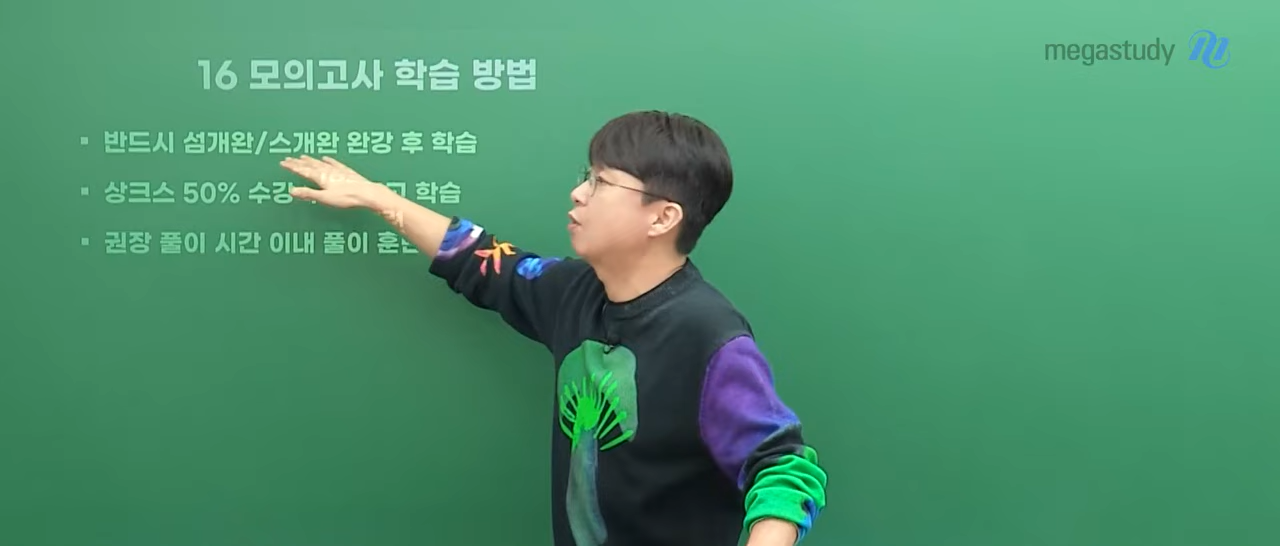 megastudy
16 모의고사 학습 방법
▪ 반드시 섬개완/스개완 완강 후 학습
▪ 상크스 50% 수강 학습
▪ 권장 풀이 시간 이내 풀이